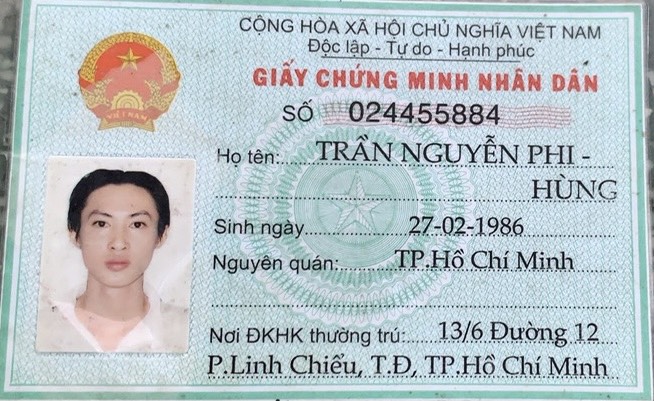 CỘNG HÒA XÃ HỘI CHỦ NGHĨA VIỆT NAM
Độc lập - Tự do - Hạnh phúc
GIẤY CHỨNG MINH NHÂN DÂN
SỐ 024455884
Họ tên: TRẦN NGUYỄN PHI -
HÙNG
Sinh ngày 27-02-1986
Nguyên quán: TP.Hồ Chí Minh
Nơi ĐKHK thường trú: 13/6 Đường 12
P.Linh Chiểu, T.Đ, TP.Hồ Chí Minh
VIỆT NAM